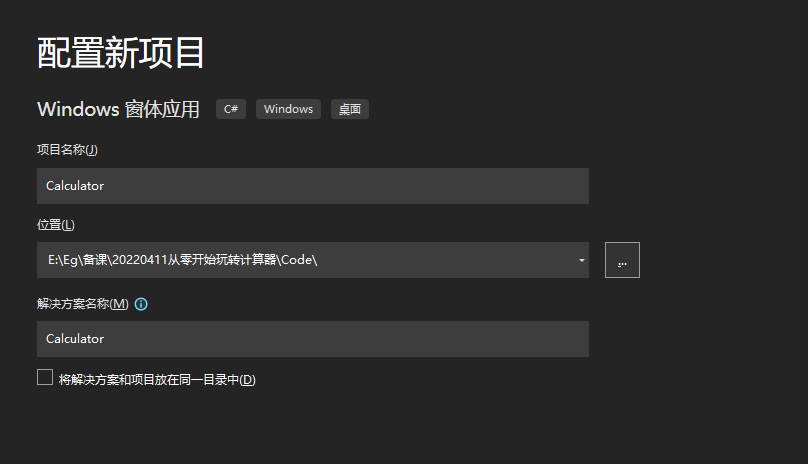 配置新项目
Windows 窗体应用 C# Windows 桌面
项目名称(J)
Calculator
位置(L)
E:\Eg\备课\20220411从零开始玩转计算器\Code\
...
解决方案名称(M)
Calculator
将解决方案和项目放在同一目录中(D)